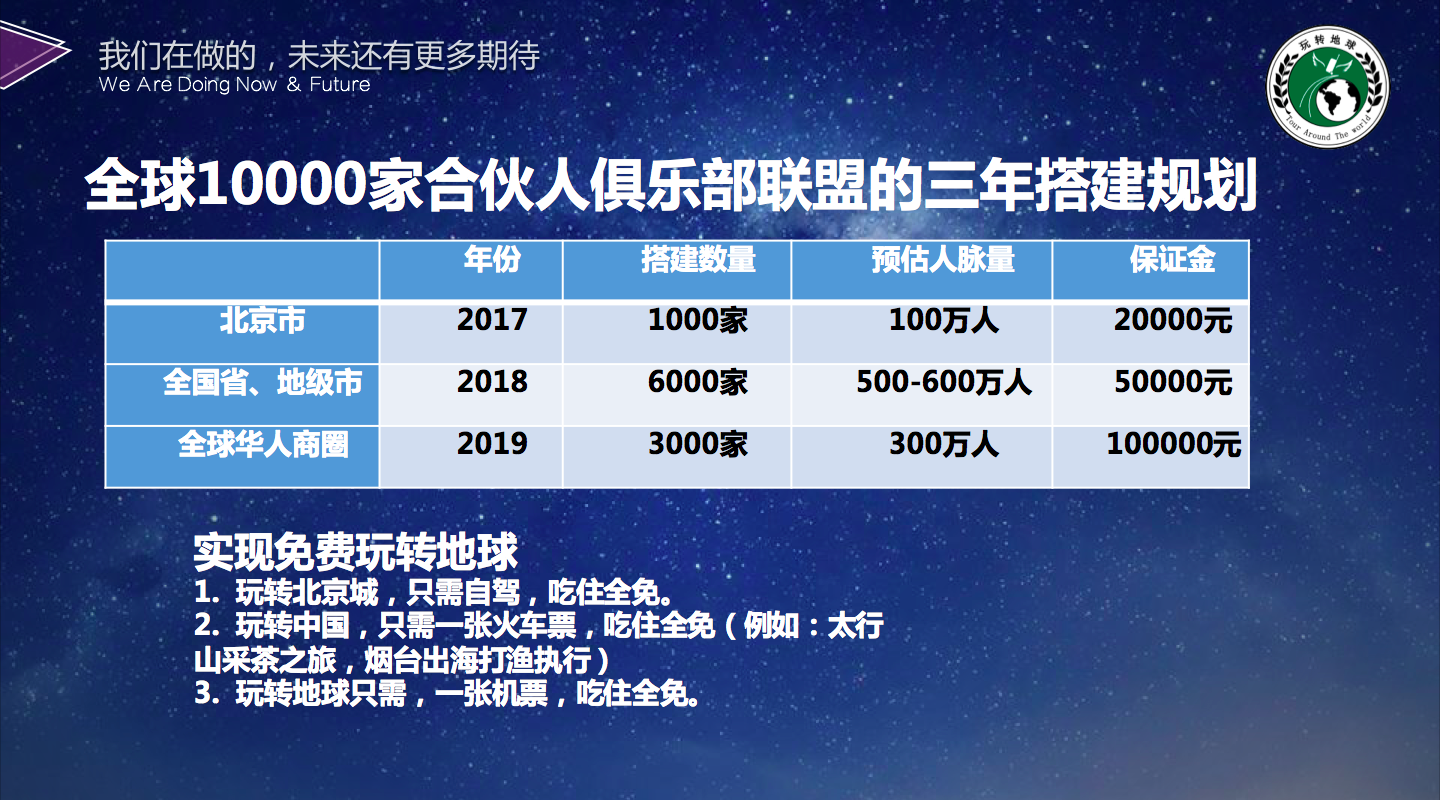 我们在做的，未来还有更多期待
We Are Doing Now & Future
玩转地球
Tour Around The world
全球10000家合伙人俱乐部联盟的三年搭建规划
年份 搭建数量 预估人脉量 保证金
北京市 2017 1000家 100万人 20000元
全国省、地级市 2018 6000家 500-600万人 50000元
全球华人商圈 2019 3000家 300万人 100000元
实现免费玩转地球
1. 玩转北京城，只需自驾，吃住全免。
2. 玩转中国，只需一张火车票，吃住全免（例如：太行
山采茶之旅，烟台出海打渔执行）
3. 玩转地球只需，一张机票，吃住全免。